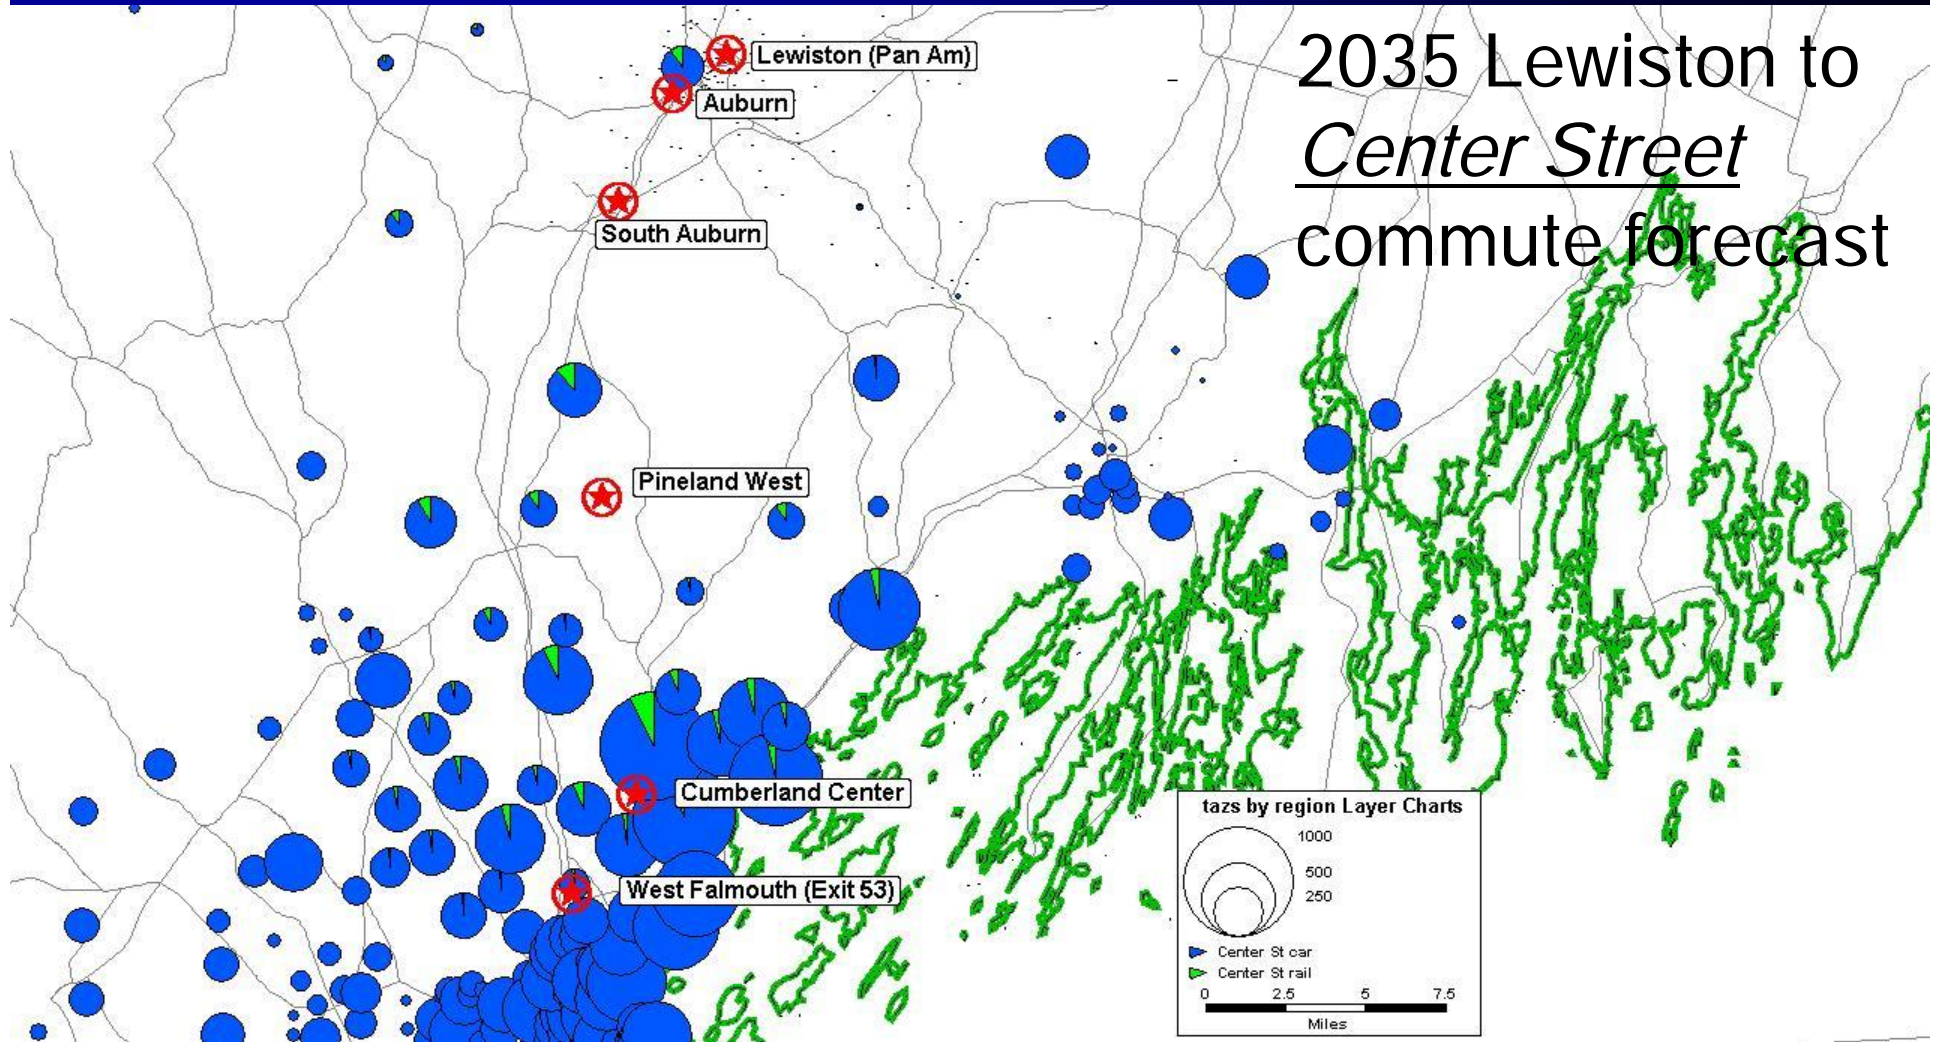 2035 Lewiston to
Center Street
commute forecast
Lewiston (Pan Am)
Auburn
South Auburn
Pineland West
Cumberland Center
West Falmouth (Exit 53)
tazs by region Layer Charts
1000
500
250
Center St car
Center St rail
0 2.5 5 7.5
Miles